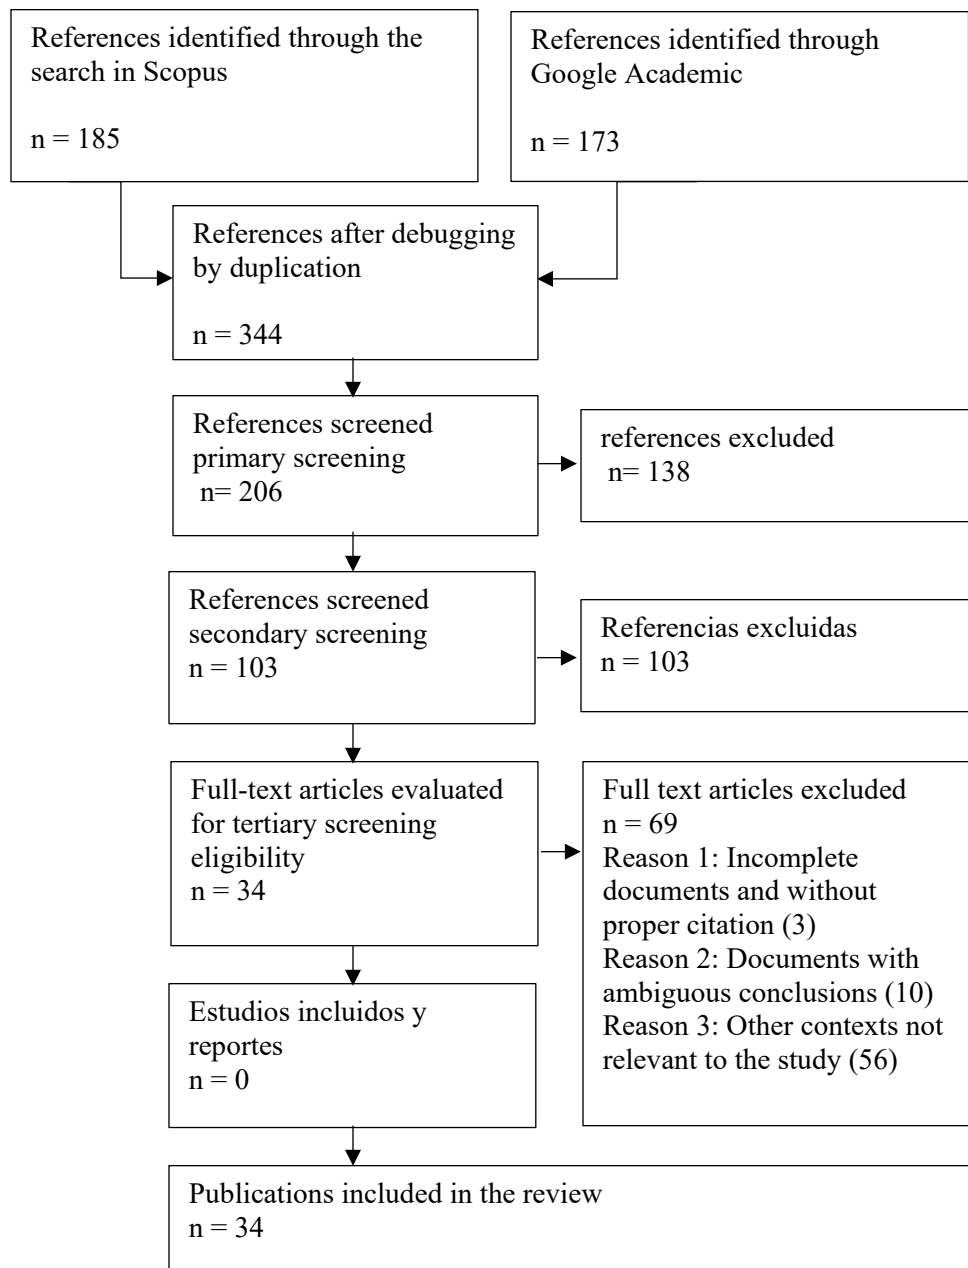 References identified through the
search in Scopus
n = 185
References identified through
Google Academic
n = 173
References after debugging
by duplication
n = 344
References screened
primary screening
n= 206
references excluded
n= 138
References screened
secondary screening
n = 103
Referencias excluidas
n = 103
Full-text articles evaluated
for tertiary screening
eligibility
n = 34
Full text articles excluded
n = 69
Reason 1: Incomplete
documents and without
proper citation (3)
Reason 2: Documents with
ambiguous conclusions (10)
Reason 3: Other contexts not
relevant to the study (56)
Estudios incluidos y
reportes
n = 0
Publications included in the review
n = 34